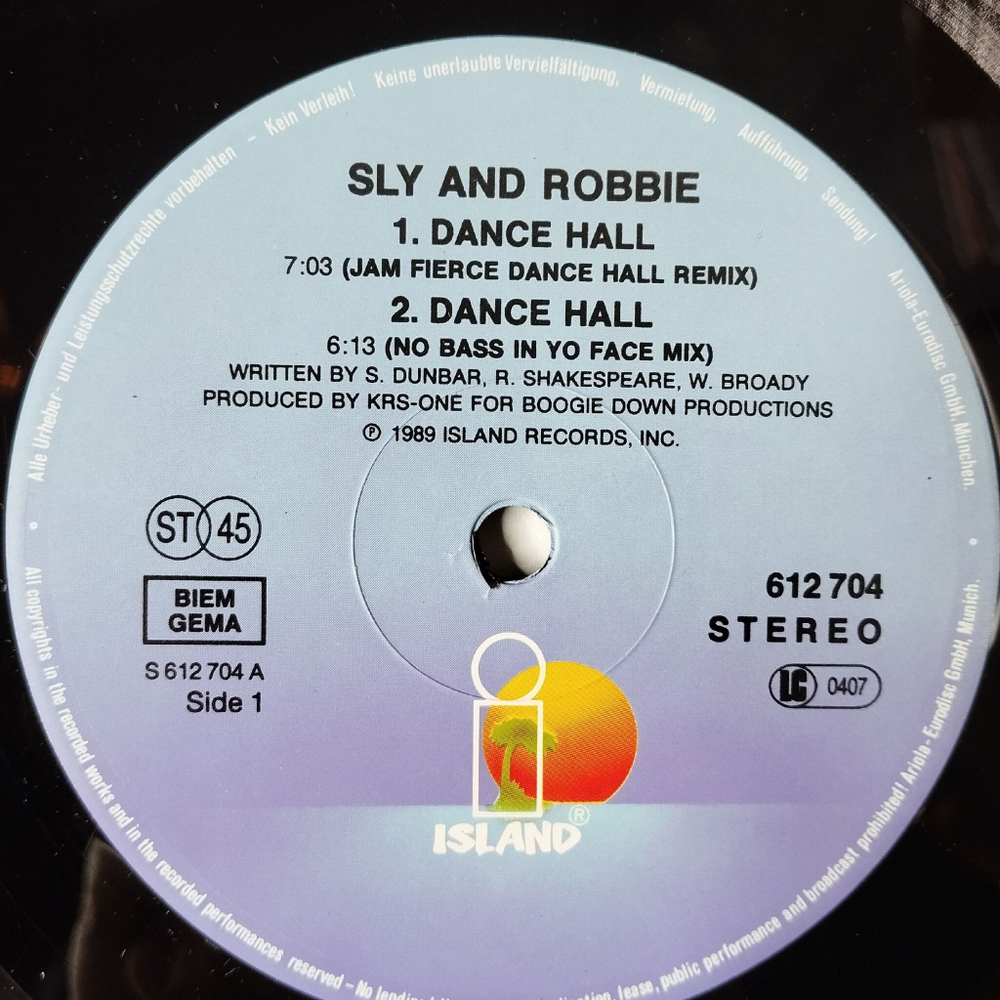 SLY AND ROBBIE
1. DANCE HALL
7:03 (JAM FIERCE DANCE HALL REMIX)
2. DANCE HALL
6:13 (NO BASS IN YO FACE MIX)
WRITTEN BY S. DUNBAR, R. SHAKESPEARE, W. BROADY
PRODUCED BY KRS-ONE FOR BOOGIE DOWN PRODUCTIONS
℗ 1989 ISLAND RECORDS, INC.
ST 45
BIEM
GEMA
S 612 704 A
Side 1
612 704
STEREO
LC 0407
i
ISLAND®
Alle Urheber- und Leistungsschutzrechte vorbehalten – Kein Verleih! Keine unerlaubte Vervielfältigung, Vermietung, Aufführung, Sendung! Ariola-Eurodisc GmbH, München.
All copyrights in the recorded works and in the recorded performances reserved – No lease, public performance and broadcast prohibited! Ariola-Eurodisc GmbH, Munich.